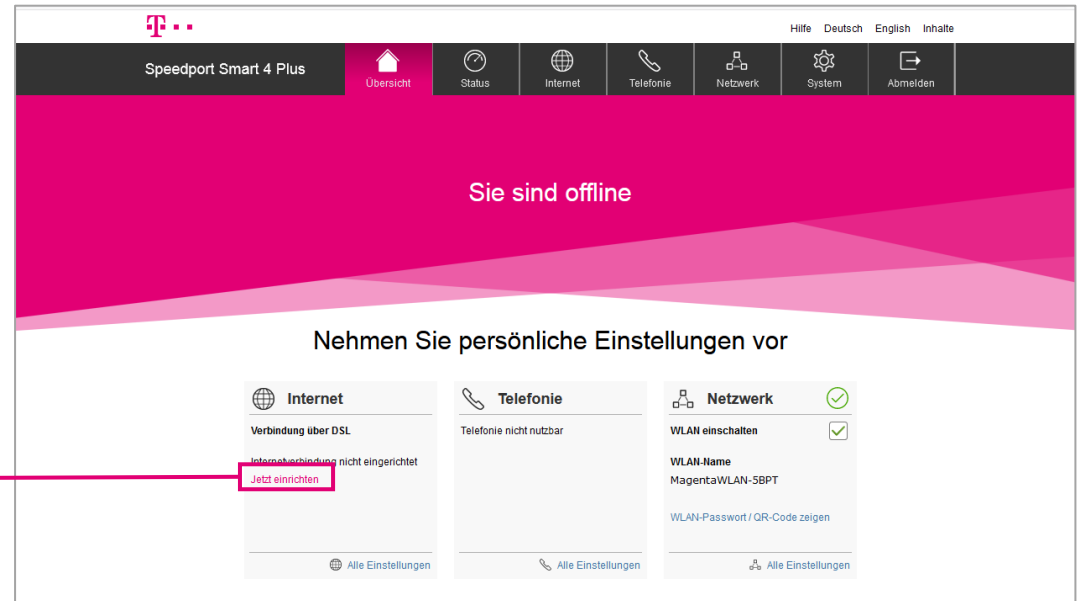 T
Hilfe Deutsch English Inhalte
Speedport Smart 4 Plus
Übersicht Status Internet Telefonie Netzwerk System Abmelden
Sie sind offline
Nehmen Sie persönliche Einstellungen vor
Internet
Verbindung über DSL
Internetverbindung nicht eingerichtet
Jetzt einrichten
Alle Einstellungen
Telefonie
Telefonie nicht nutzbar
Alle Einstellungen
Netzwerk
WLAN einschalten
WLAN-Name
MagentaWLAN-5BPT
WLAN-Passwort / QR-Code zeigen
Alle Einstellungen